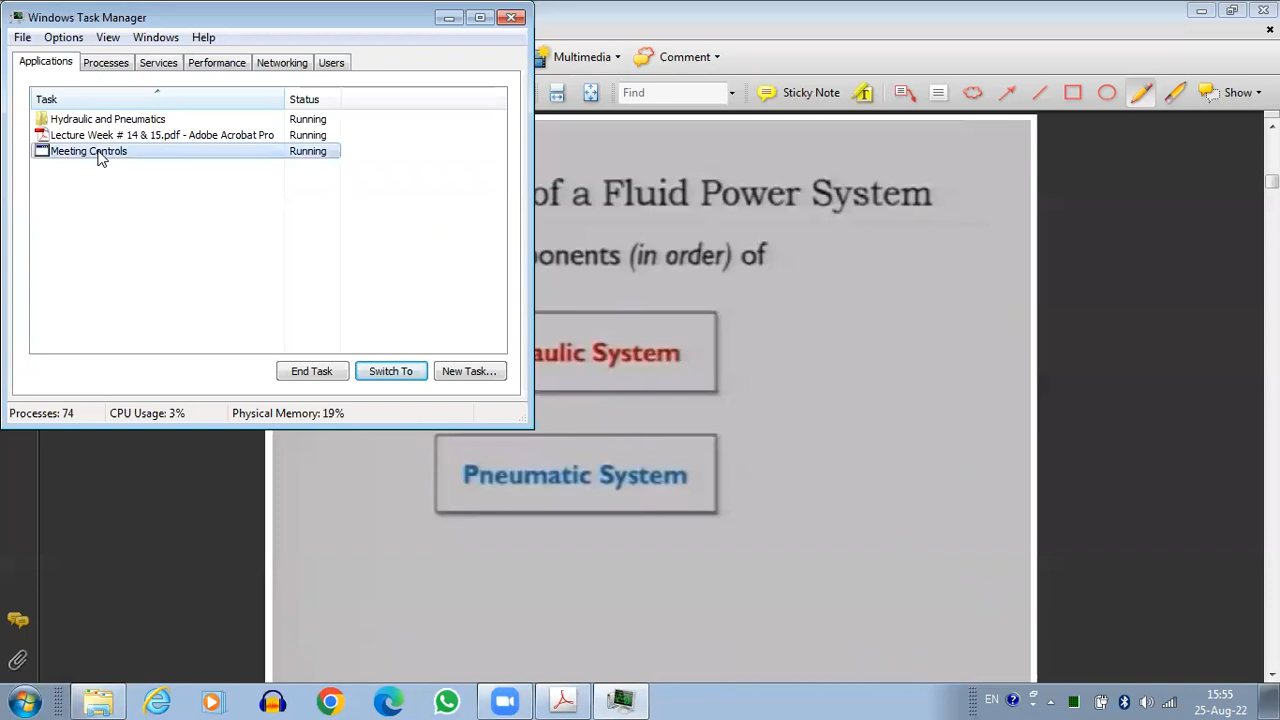 Windows Task Manager
File Options View Windows Help
Applications Processes Services Performance Networking Users
Task Status
Hydraulic and Pneumatics Running
Lecture Week # 14 & 15.pdf - Adobe Acrobat Pro Running
Meeting Controls Running
End Task Switch To New Task...
Processes: 74 CPU Usage: 3% Physical Memory: 19%
Multimedia Comment
Find Sticky Note Show
of a Fluid Power System
ponents (in order) of
aulic System
Pneumatic System
EN 15:55
25-Aug-22